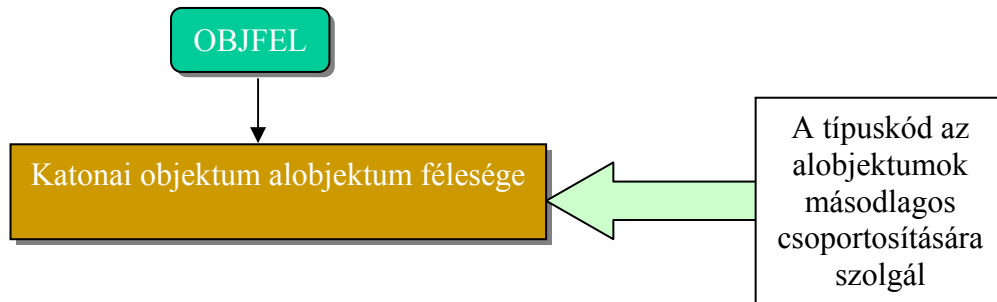 OBJFEL
Katonai objektum alobjektum félesége
A típuskód az
alobjektumok
másodlagos
csoportosítására
szolgál